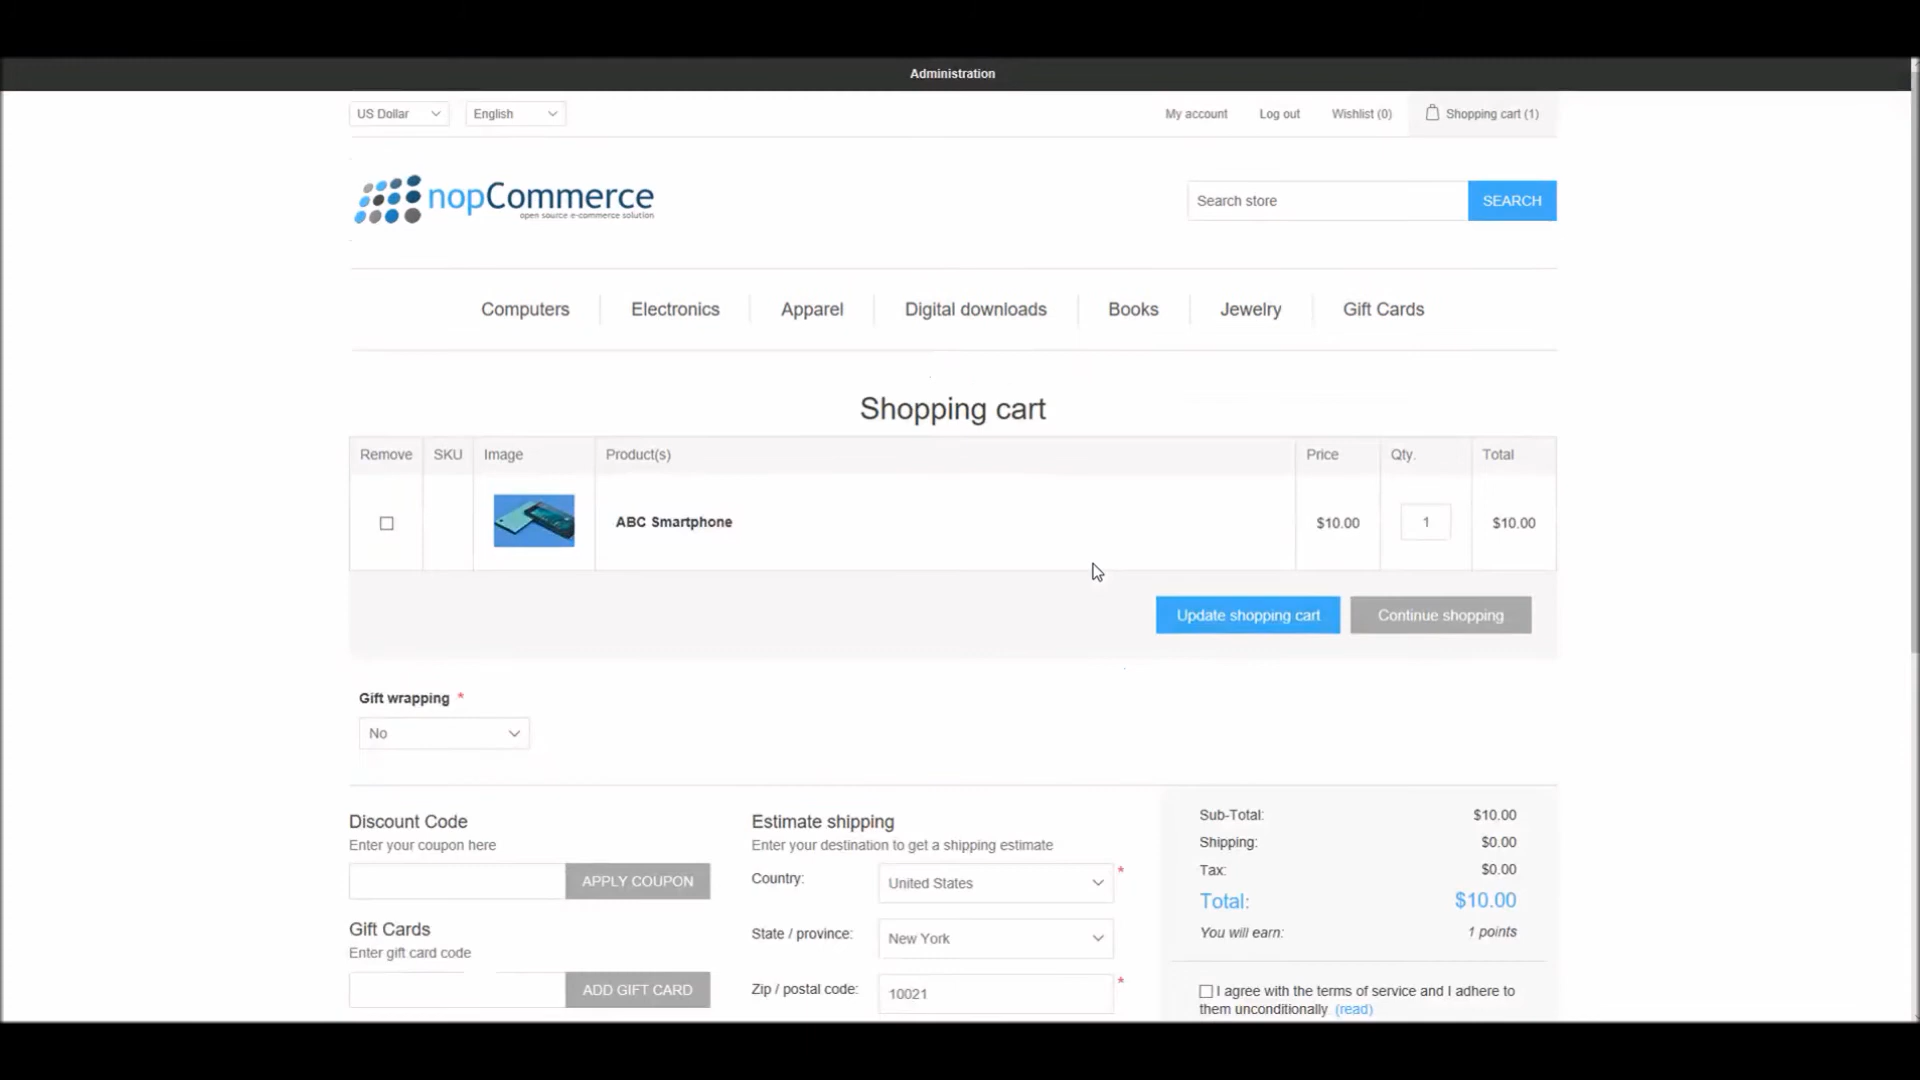 Administration
US Dollar
English
My account
Log out
Wishlist (0)
Shopping cart (1)
nopCommerce
open source e-commerce solution
Search store
SEARCH
Computers
Electronics
Apparel
Digital downloads
Books
Jewelry
Gift Cards
Shopping cart
Remove
SKU
Image
Product(s)
Price
Qty.
Total
ABC Smartphone
$10.00
1
$10.00
Update shopping cart
Continue shopping
Gift wrapping *
No
Discount Code
Enter your coupon here
APPLY COUPON
Gift Cards
Enter gift card code
ADD GIFT CARD
Estimate shipping
Enter your destination to get a shipping estimate
Country:
United States
*
State / province:
New York
Zip / postal code:
10021
*
Sub-Total: $10.00
Shipping: $0.00
Tax: $0.00
Total: $10.00
You will earn: 1 points
I agree with the terms of service and I adhere to
them unconditionally (read)